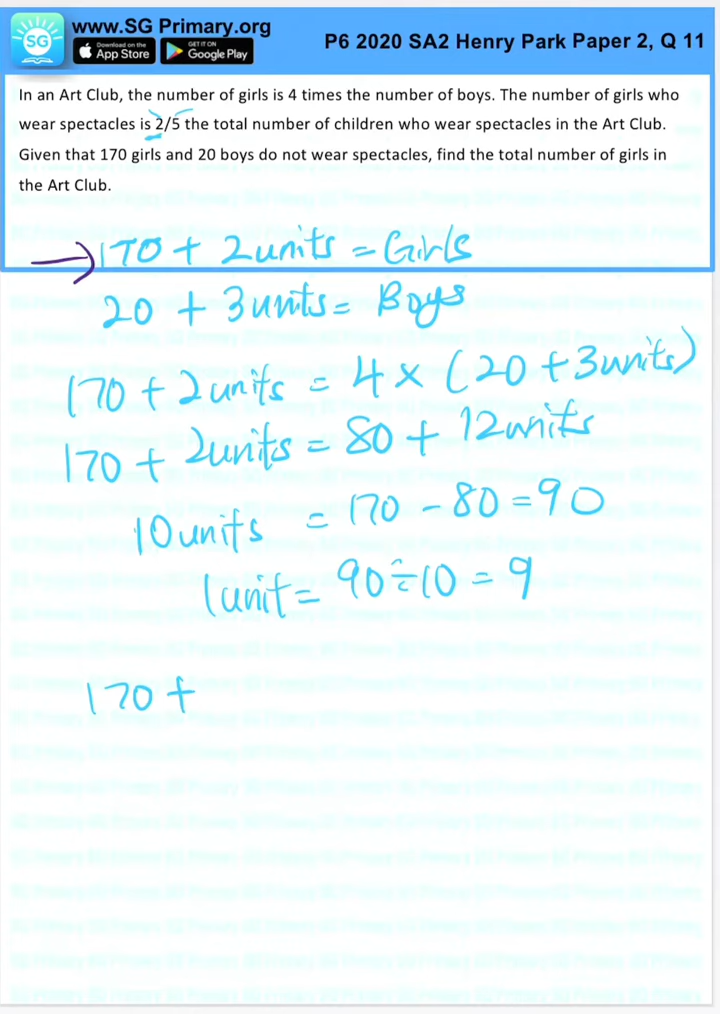 www.SG Primary.org
SG
Download on the App Store
GET IT ON Google Play
P6 2020 SA2 Henry Park Paper 2, Q 11
In an Art Club, the number of girls is 4 times the number of boys. The number of girls who
wear spectacles is 2/5 the total number of children who wear spectacles in the Art Club.
Given that 170 girls and 20 boys do not wear spectacles, find the total number of girls in
the Art Club.
170 + 2units = Girls
20 + 3units = Boys
170 + 2units = 4 × (20 + 3units)
170 + 2units = 80 + 12units
10units = 170 - 80 = 90
1unit = 90 ÷ 10 = 9
170 +